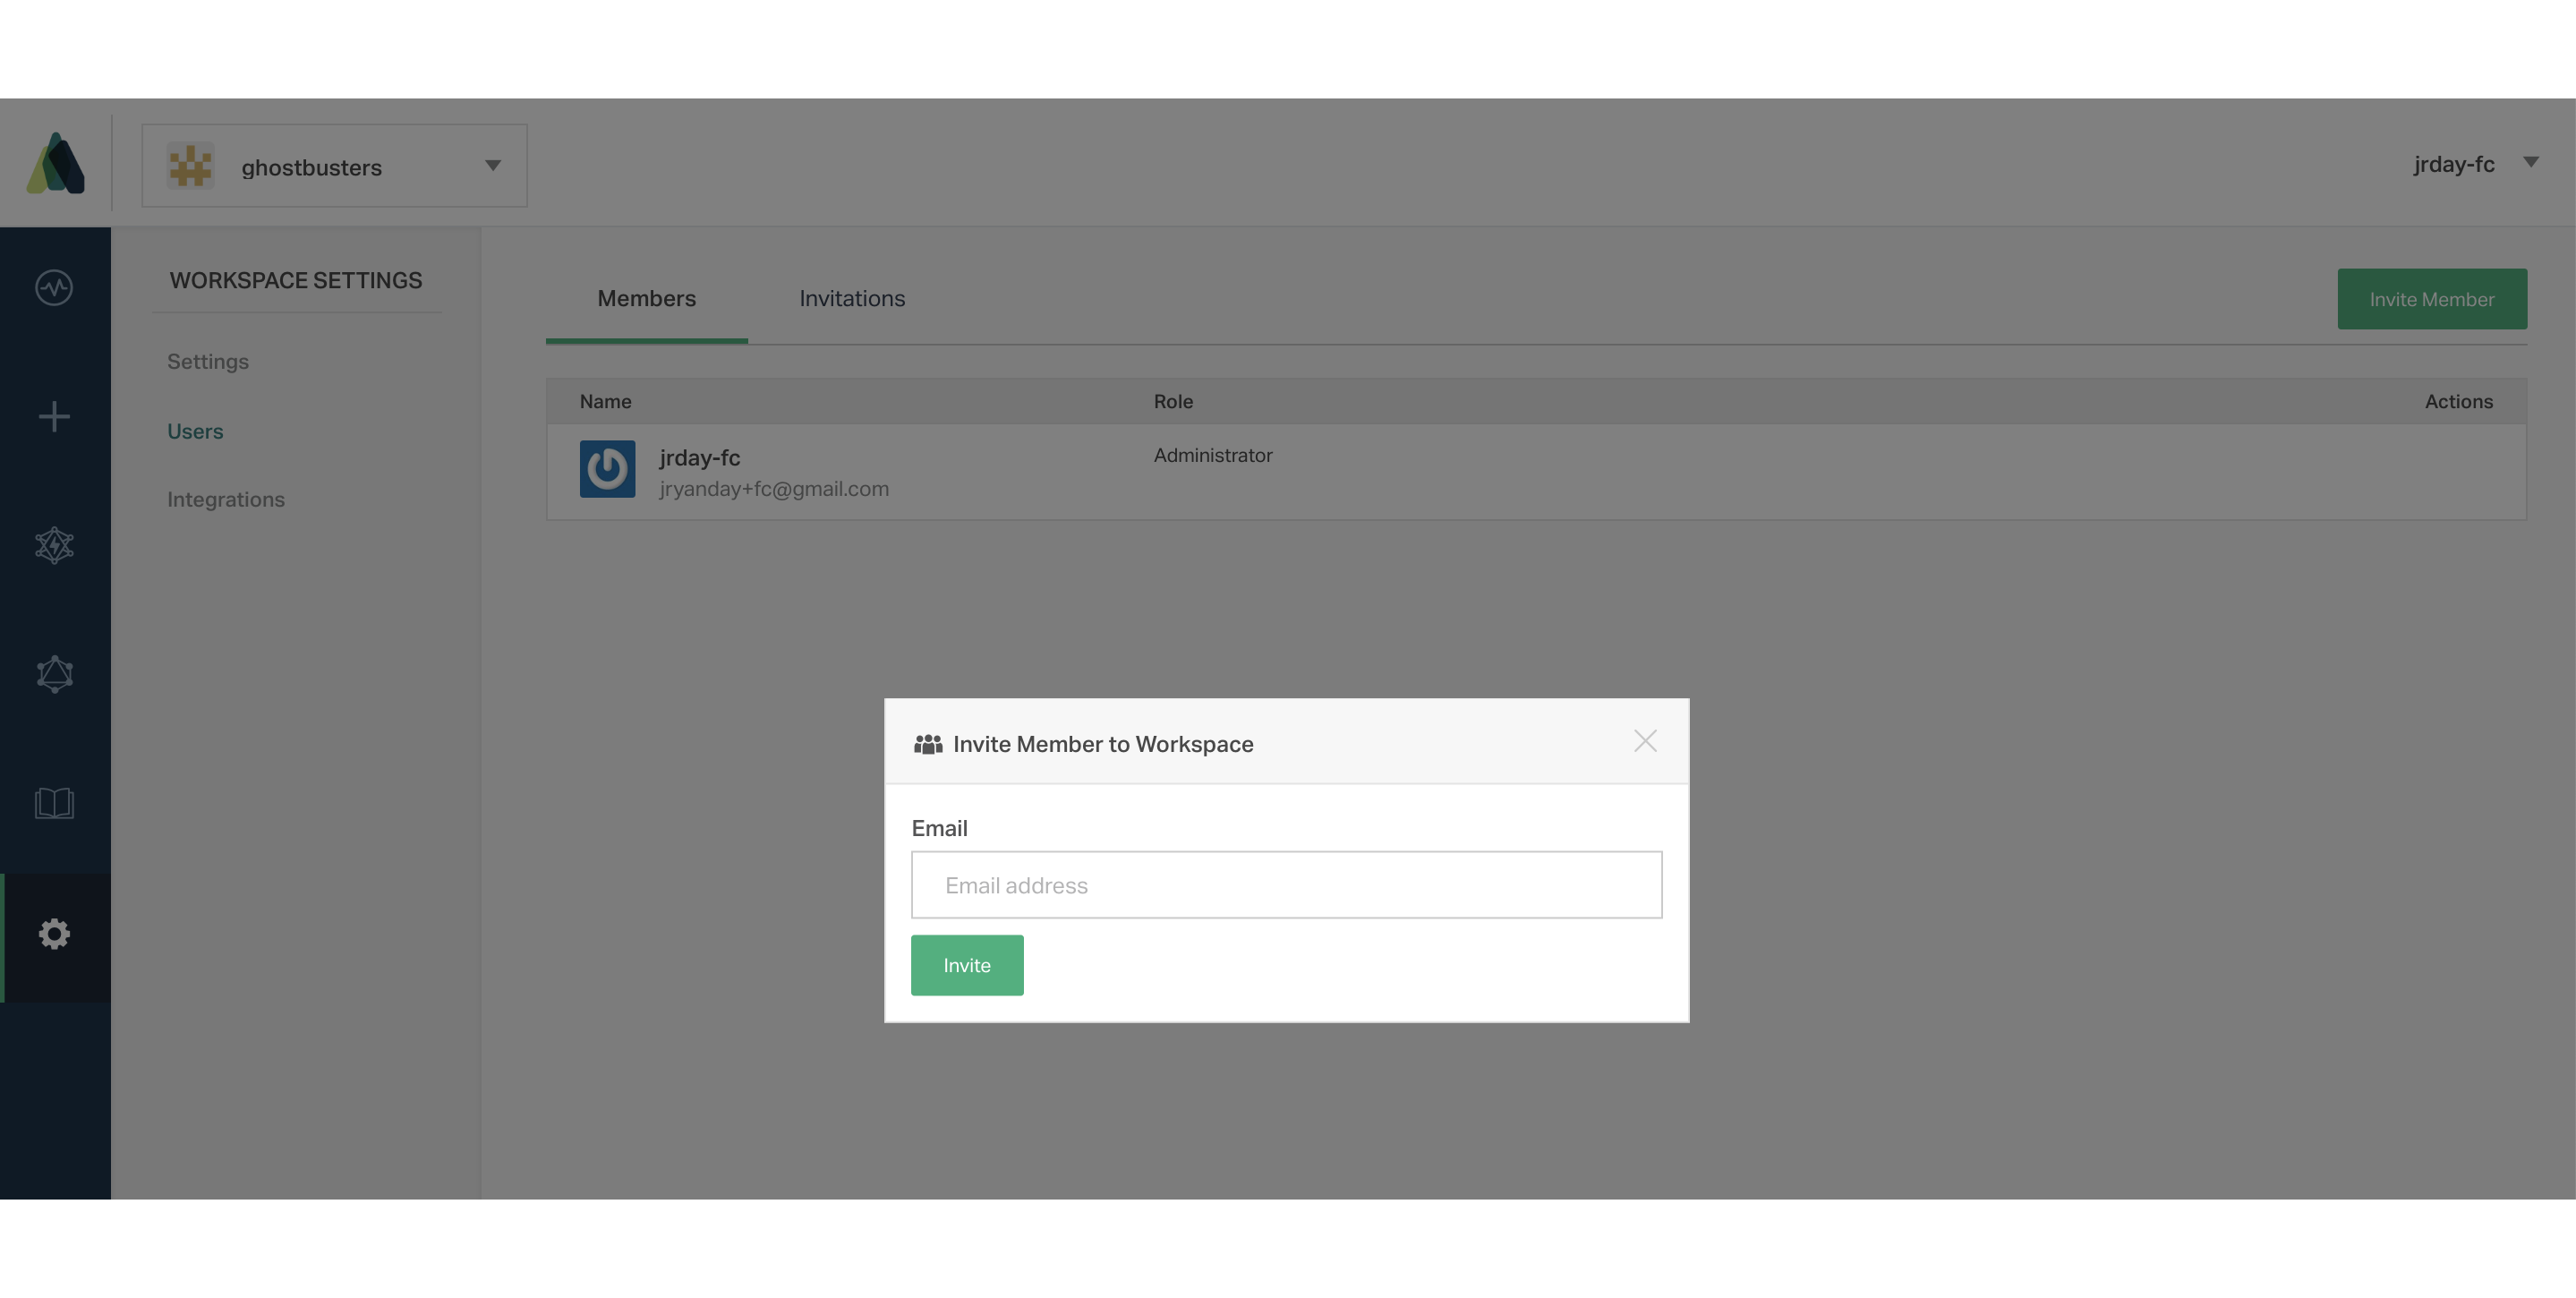 ghostbusters
jrday-fc
WORKSPACE SETTINGS
Settings
Users
Integrations
Members
Invitations
Invite Member
Name
Role
Actions
jrday-fc
Administrator
jryanday+fc@gmail.com
Invite Member to Workspace
Email
Email address
Invite